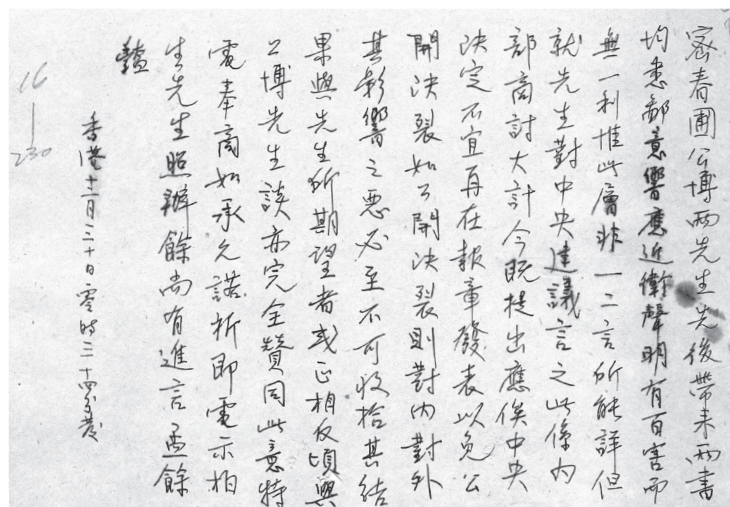 密春圃公博兩先生先後帶来兩書
均悉鄙意響應近衛聲明有百害而
無一利惟此層非一二言所能詳但
就先生對中央建議言之此係内
部商討大計今既提出應俟中央
決定不宜再在報章發表以免公
開決裂如公開決裂則對内對外
其影響之悪必至不可收拾其結
果與先生所期望者或正相反頃與
公博先生談亦完全贊同此意特
電奉商如承允諾祈即電示柏
生先生照辦餘尚有進言孟餘
香港十二月三十日零時三十四分發
16
—
230